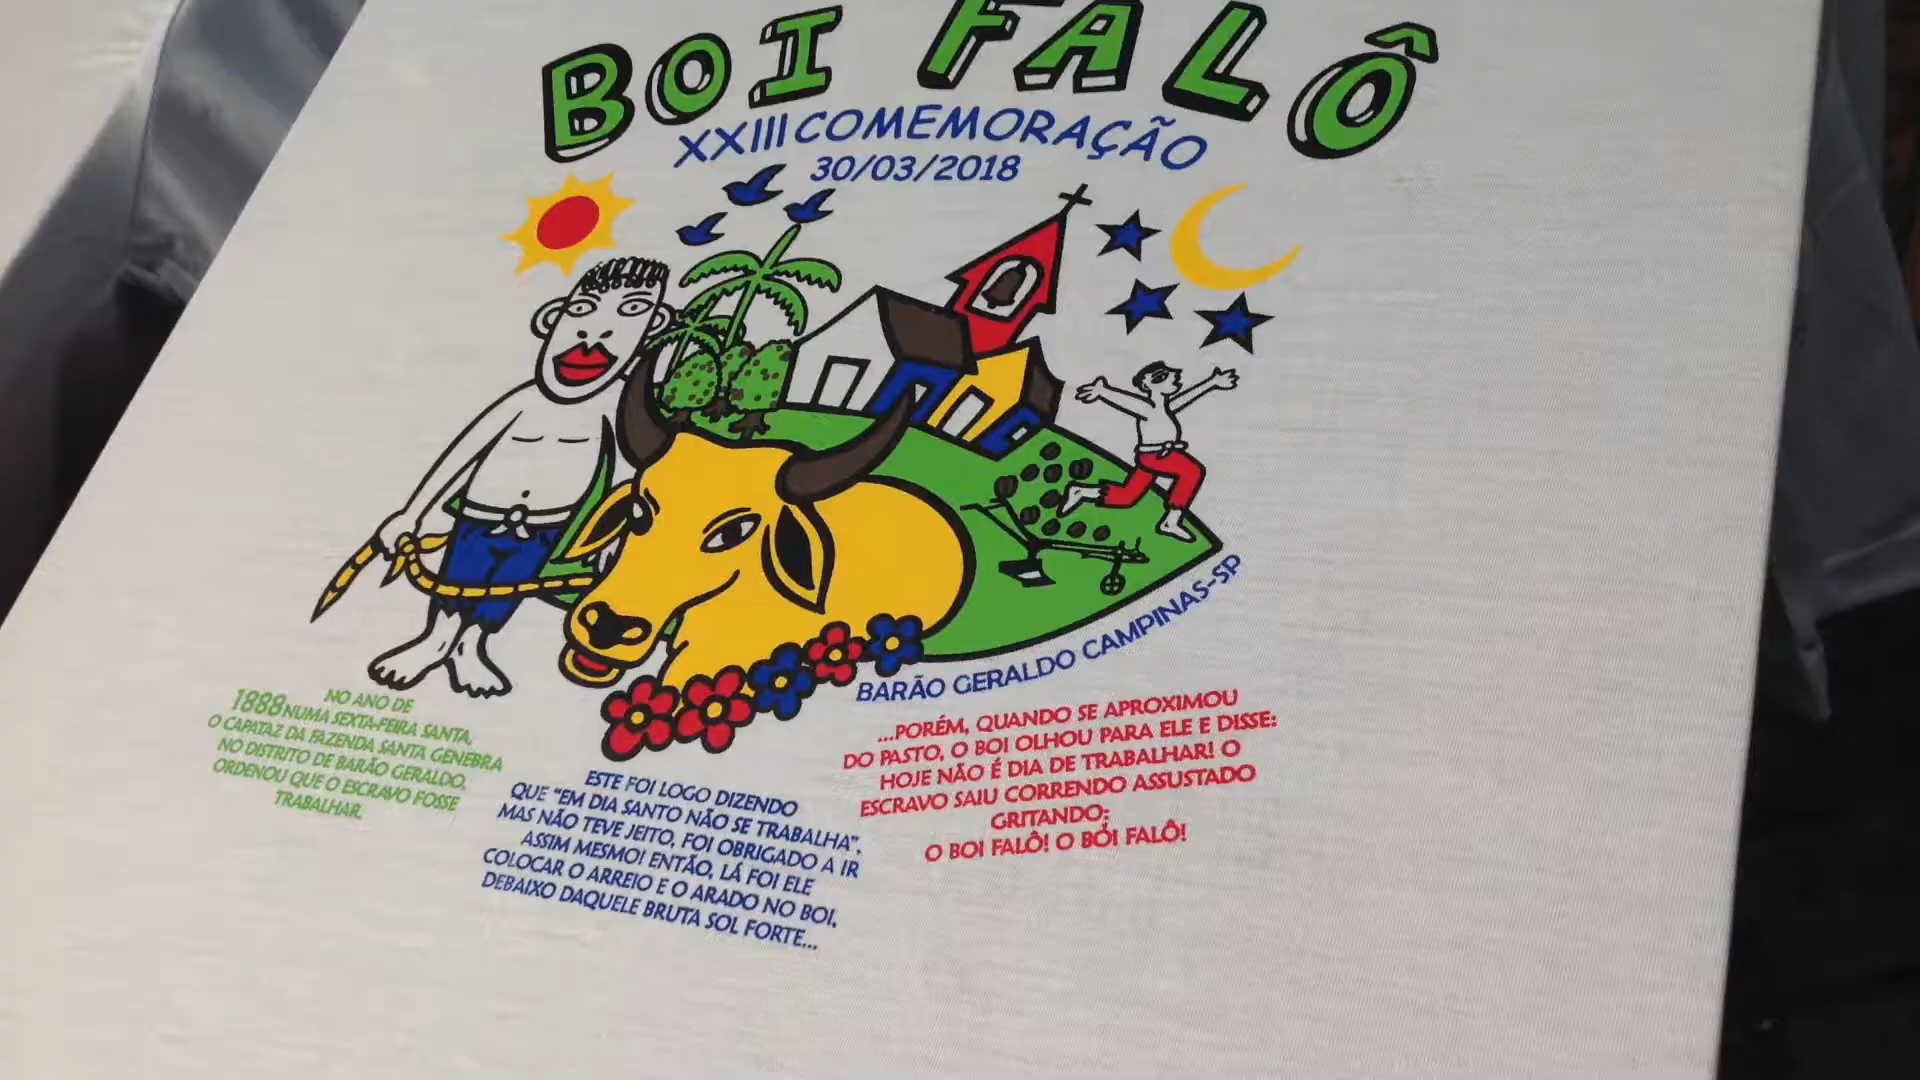 BOI FALÔ
XXIII COMEMORAÇÃO
30/03/2018
BARÃO GERALDO CAMPINAS-SP
NO ANO DE
1888 NUMA SEXTA-FEIRA SANTA,
O CAPATAZ DA FAZENDA SANTA GENEBRA
NO DISTRITO DE BARÃO GERALDO,
ORDENOU QUE O ESCRAVO FOSSE
TRABALHAR.
ESTE FOI LOGO DIZENDO
QUE "EM DIA SANTO NÃO SE TRABALHA",
MAS NÃO TEVE JEITO, FOI OBRIGADO A IR
ASSIM MESMO! ENTÃO, LÁ FOI ELE
COLOCAR O ARREIO E O ARADO NO BOI,
DEBAIXO DAQUELE BRUTA SOL FORTE...
...PORÉM, QUANDO SE APROXIMOU
DO PASTO, O BOI OLHOU PARA ELE E DISSE:
HOJE NÃO É DIA DE TRABALHAR! O
ESCRAVO SAIU CORRENDO ASSUSTADO
GRITANDO:
O BOI FALÔ! O BÓI FALÔ!